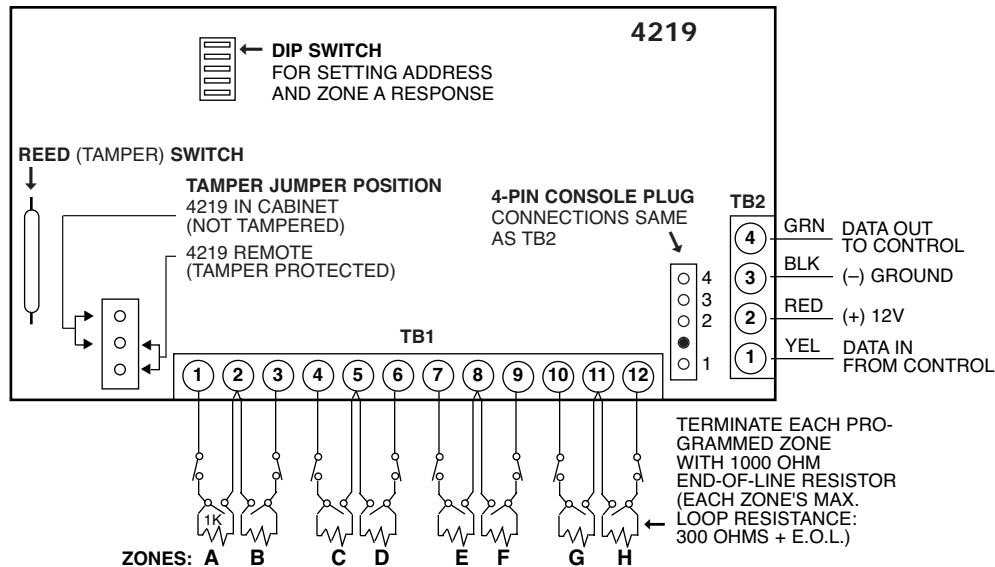 4219
DIP SWITCH
FOR SETTING ADDRESS
AND ZONE A RESPONSE
REED (TAMPER) SWITCH
TAMPER JUMPER POSITION
4219 IN CABINET
(NOT TAMPERED)
4219 REMOTE
(TAMPER PROTECTED)
4-PIN CONSOLE PLUG
CONNECTIONS SAME
AS TB2
4
3
2
1
TB2
4 GRN DATA OUT
TO CONTROL
3 BLK (–) GROUND
2 RED (+) 12V
1 YEL DATA IN
FROM CONTROL
TB1
1 2 3 4 5 6 7 8 9 10 11 12
TERMINATE EACH PRO-
GRAMMED ZONE
WITH 1000 OHM
END-OF-LINE RESISTOR
(EACH ZONE'S MAX.
LOOP RESISTANCE:
300 OHMS + E.O.L.)
1K
ZONES: A B C D E F G H